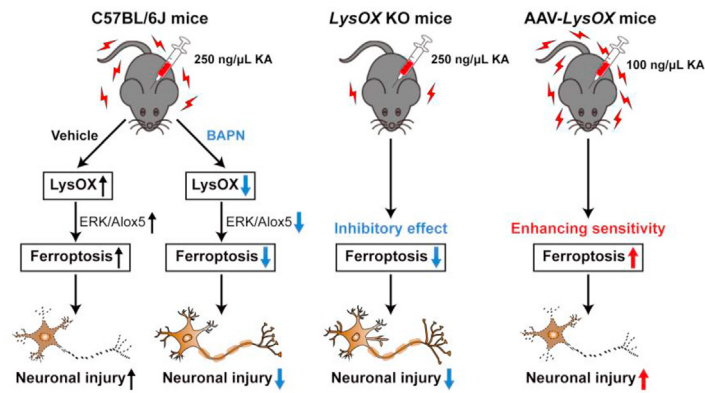 C57BL/6J mice
250 ng/μL KA
Vehicle
BAPN
LysOX
LysOX
ERK/Alox5
ERK/Alox5
Ferroptosis
Ferroptosis
Neuronal injury
Neuronal injury
LysOX KO mice
250 ng/μL KA
Inhibitory effect
Ferroptosis
Neuronal injury
AAV-LysOX mice
100 ng/μL KA
Enhancing sensitivity
Ferroptosis
Neuronal injury